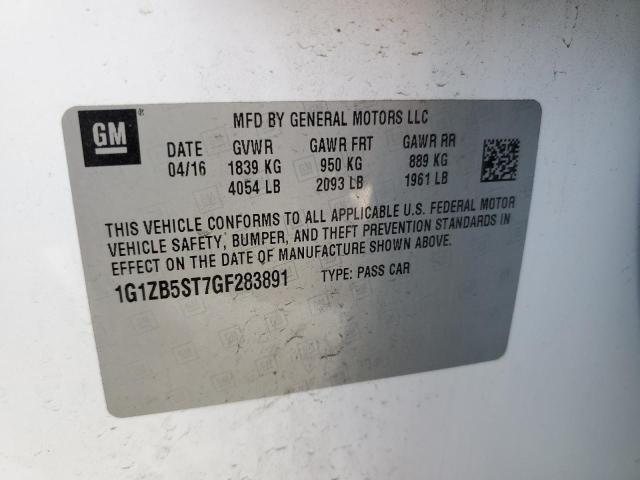 GM®
MFD BY GENERAL MOTORS LLC
DATE GVWR GAWR FRT GAWR RR
04/16 1839 KG 950 KG 889 KG
4054 LB 2093 LB 1961 LB
THIS VEHICLE CONFORMS TO ALL APPLICABLE U.S. FEDERAL MOTOR
VEHICLE SAFETY, BUMPER, AND THEFT PREVENTION STANDARDS IN
EFFECT ON THE DATE OF MANUFACTURE SHOWN ABOVE.
1G1ZB5ST7GF283891 TYPE: PASS CAR